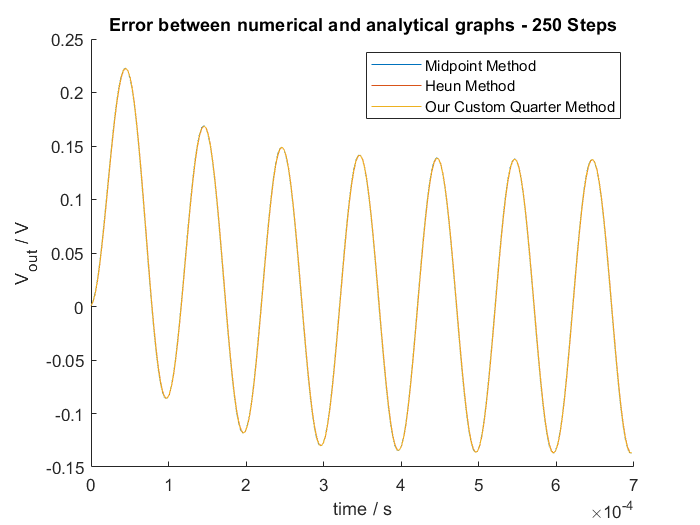 Error between numerical and analytical graphs - 250 Steps
Midpoint Method
Heun Method
Our Custom Quarter Method
V_out / V
0.25
0.2
0.15
0.1
0.05
0
-0.05
-0.1
-0.15
0 1 2 3 4 5 6 7
time / s
×10^-4